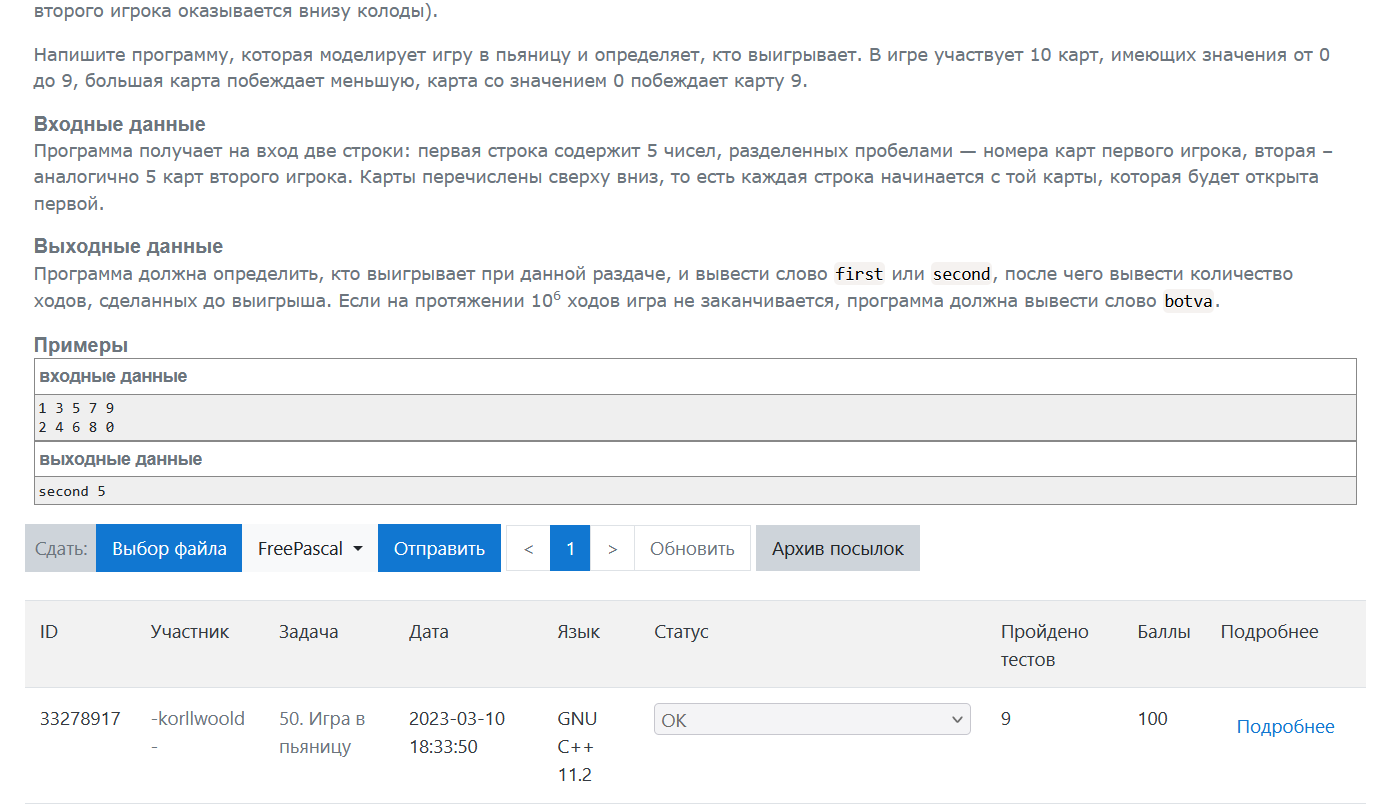 второго игрока оказывается внизу колоды).
Напишите программу, которая моделирует игру в пьяницу и определяет, кто выигрывает. В игре участвует 10 карт, имеющих значения от 0
до 9, большая карта побеждает меньшую, карта со значением 0 побеждает карту 9.
Входные данные
Программа получает на вход две строки: первая строка содержит 5 чисел, разделенных пробелами — номера карт первого игрока, вторая –
аналогично 5 карт второго игрока. Карты перечислены сверху вниз, то есть каждая строка начинается с той карты, которая будет открыта
первой.
Выходные данные
Программа должна определить, кто выигрывает при данной раздаче, и вывести слово first или second, после чего вывести количество
ходов, сделанных до выигрыша. Если на протяжении 10⁶ ходов игра не заканчивается, программа должна вывести слово botva.
Примеры
входные данные
1 3 5 7 9
2 4 6 8 0
выходные данные
second 5
Сдать: Выбор файла FreePascal Отправить < 1 > Обновить Архив посылок
ID Участник Задача Дата Язык Статус Пройдено Баллы Подробнее
тестов
33278917 -korllwoold 50. Игра в 2023-03-10 GNU OK 9 100 Подробнее
- пьяницу 18:33:50 C++
11.2